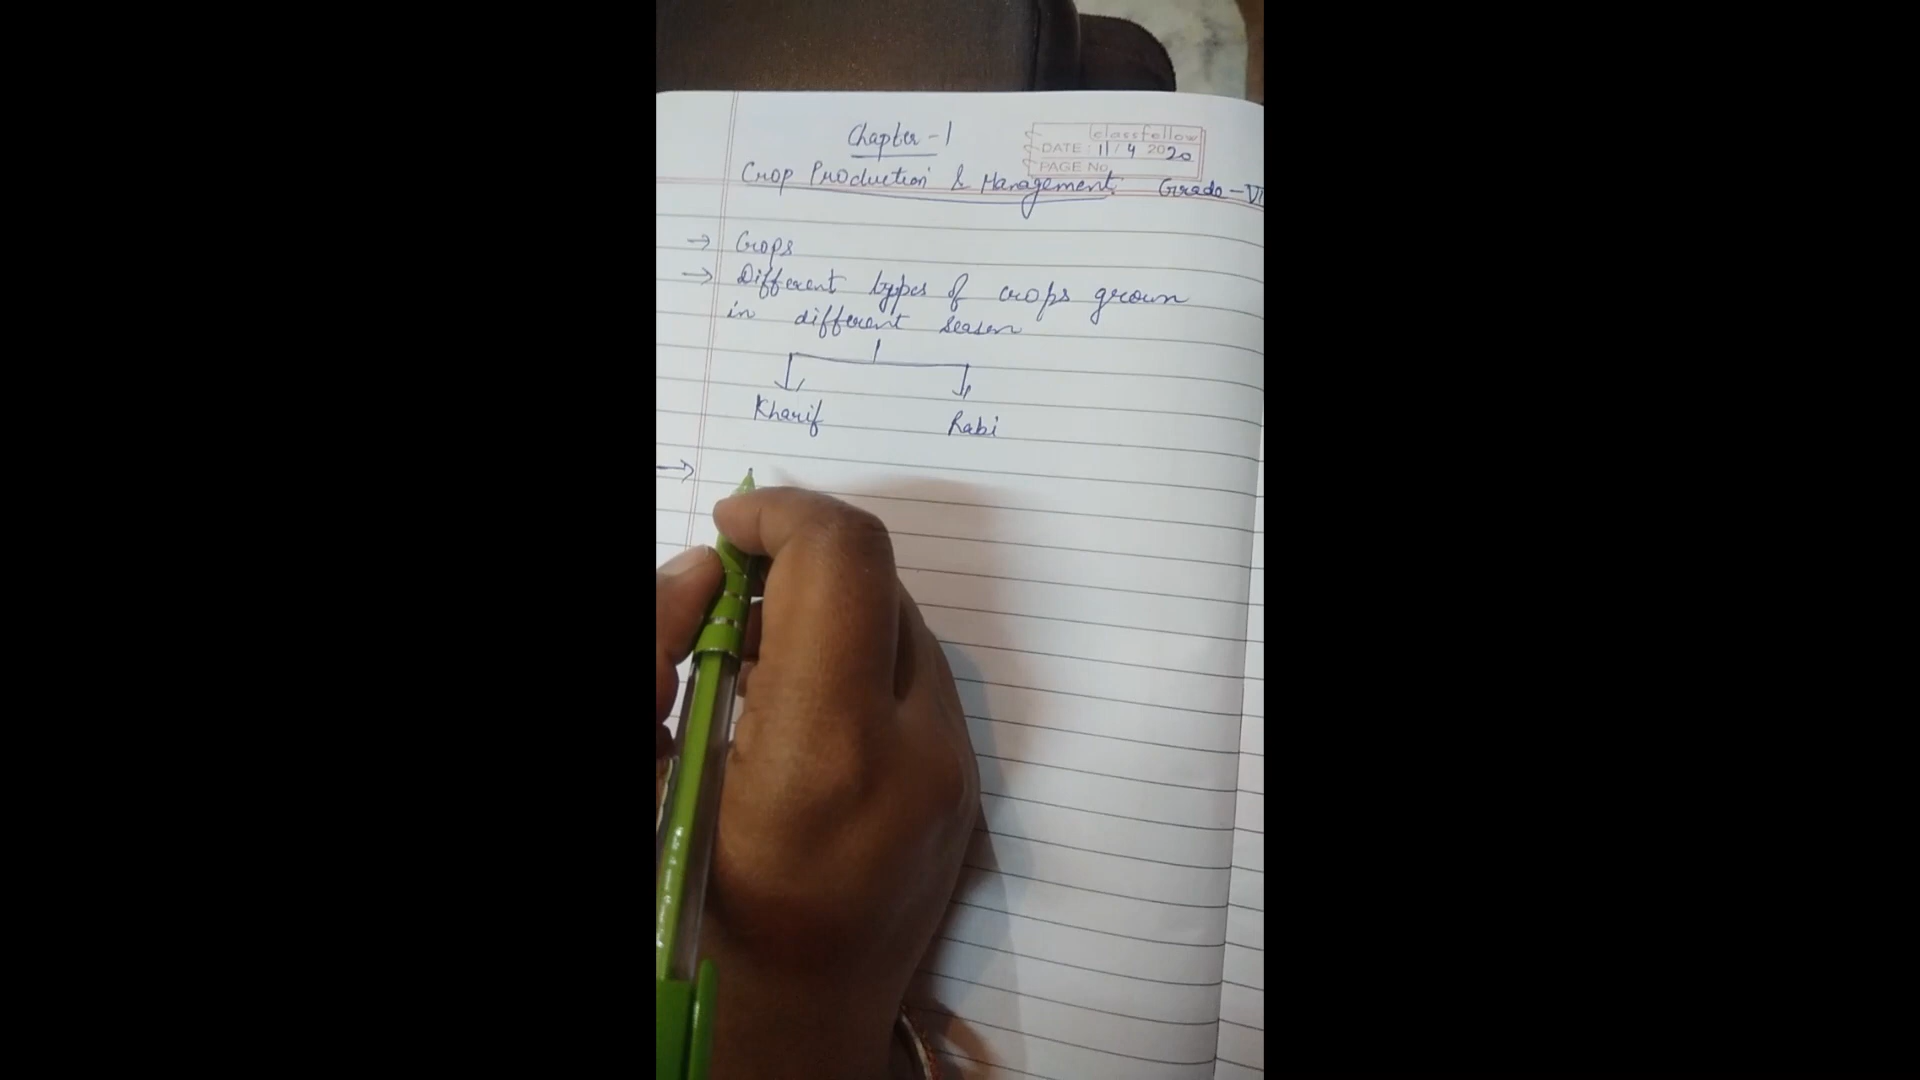 Chapter - 1
classfellow
DATE : 11 / 4 2020
PAGE No.
Crop Production & Management Grade - VI
→ Crops
→ Different types of crops grown
in different season
Kharif Rabi
→